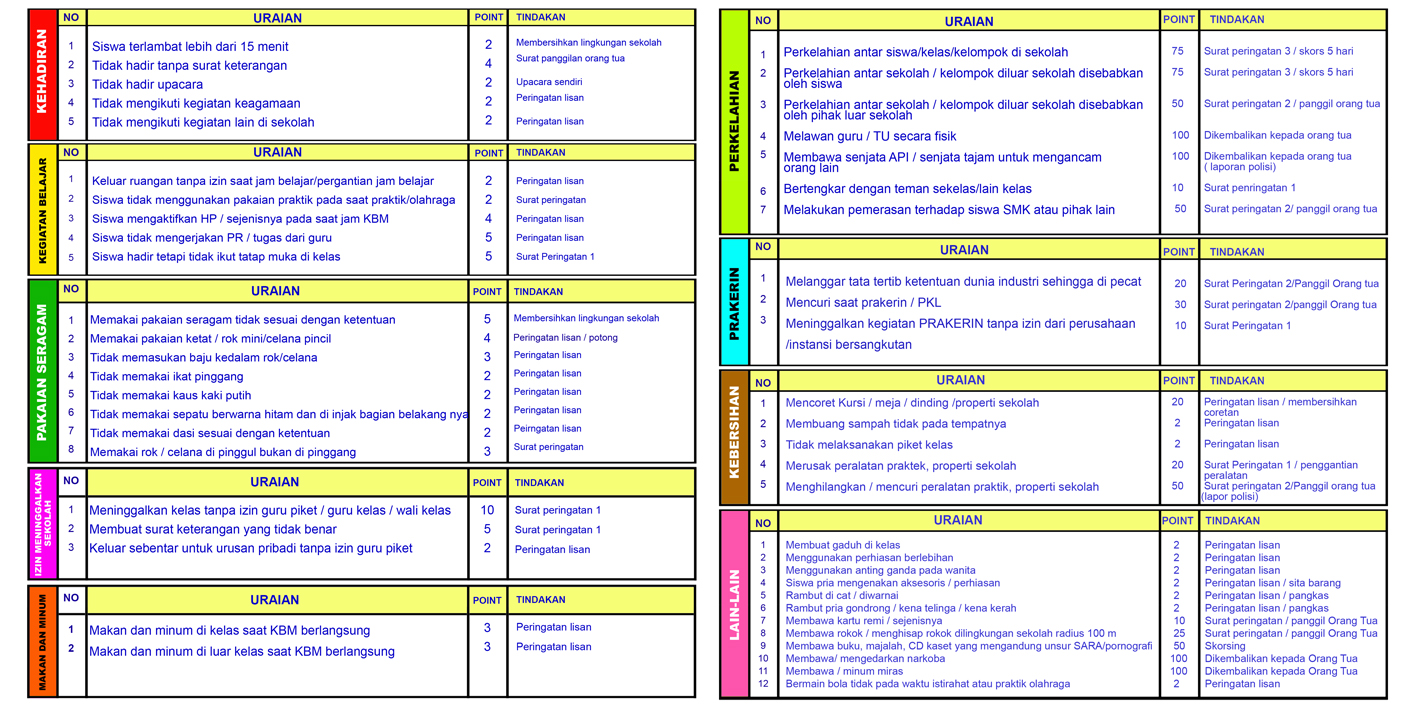 KEHADIRAN
NO URAIAN POINT TINDAKAN
1 Siswa terlambat lebih dari 15 menit 2 Membersihkan lingkungan sekolah
2 Tidak hadir tanpa surat keterangan 4 Surat panggilan orang tua
3 Tidak hadir upacara 2 Upacara sendiri
4 Tidak mengikuti kegiatan keagamaan 2 Peringatan lisan
5 Tidak mengikuti kegiatan lain di sekolah 2 Peringatan lisan
KEGIATAN BELAJAR
NO URAIAN POINT TINDAKAN
1 Keluar ruangan tanpa izin saat jam belajar/pergantian jam belajar 2 Peringatan lisan
2 Siswa tidak menggunakan pakaian praktik pada saat praktik/olahraga 2 Surat peringatan
3 Siswa mengaktifkan HP / sejenisnya pada saat jam KBM 4 Peringatan lisan
4 Siswa tidak mengerjakan PR / tugas dari guru 5 Peringatan lisan
5 Siswa hadir tetapi tidak ikut tatap muka di kelas 5 Surat Peringatan 1
PAKAIAN SERAGAM
NO URAIAN POINT TINDAKAN
1 Memakai pakaian seragam tidak sesuai dengan ketentuan 5 Membersihkan lingkungan sekolah
2 Memakai pakaian ketat / rok mini/celana pincil 4 Peringatan lisan / potong
3 Tidak memasukan baju kedalam rok/celana 3 Peringatan lisan
4 Tidak memakai ikat pinggang 2 Peringatan lisan
5 Tidak memakai kaus kaki putih 2 Peringatan lisan
6 Tidak memakai sepatu berwarna hitam dan di injak bagian belakang nya 2 Peringatan lisan
7 Tidak memakai dasi sesuai dengan ketentuan 2 Peirngatan lisan
8 Memakai rok / celana di pinggul bukan di pinggang 3 Surat peringatan
IZIN MENINGGALKAN
SEKOLAH
NO URAIAN POINT TINDAKAN
1 Meninggalkan kelas tanpa izin guru piket / guru kelas / wali kelas 10 Surat peringatan 1
2 Membuat surat keterangan yang tidak benar 5 Surat peringatan 1
3 Keluar sebentar untuk urusan pribadi tanpa izin guru piket 2 Peringatan lisan
MAKAN DAN MINUM
NO URAIAN POINT TINDAKAN
1 Makan dan minum di kelas saat KBM berlangsung 3 Peringatan lisan
2 Makan dan minum di luar kelas saat KBM berlangsung 3 Peringatan lisan
PERKELAHIAN
NO URAIAN POINT TINDAKAN
1 Perkelahian antar siswa/kelas/kelompok di sekolah 75 Surat peringatan 3 / skors 5 hari
2 Perkelahian antar sekolah / kelompok diluar sekolah disebabkan 75 Surat peringatan 3 / skors 5 hari
oleh siswa
3 Perkelahian antar sekolah / kelompok diluar sekolah disebabkan 50 Surat peringatan 2 / panggil orang tua
oleh pihak luar sekolah
4 Melawan guru / TU secara fisik 100 Dikembalikan kepada orang tua
5 Membawa senjata API / senjata tajam untuk mengancam 100 Dikembalikan kepada orang tua
orang lain ( laporan polisi)
6 Bertengkar dengan teman sekelas/lain kelas 10 Surat penringatan 1
7 Melakukan pemerasan terhadap siswa SMK atau pihak lain 50 Surat peringatan 2/ panggil orang tua
PRAKERIN
NO URAIAN POINT TINDAKAN
1 Melanggar tata tertib ketentuan dunia industri sehingga di pecat 20 Surat Peringatan 2/Panggil Orang tua
2 Mencuri saat prakerin / PKL 30 Surat peringatan 2/panggil Orang tua
3 Meninggalkan kegiatan PRAKERIN tanpa izin dari perusahaan 10 Surat Peringatan 1
/instansi bersangkutan
KEBERSIHAN
NO URAIAN POINT TINDAKAN
1 Mencoret Kursi / meja / dinding /properti sekolah 20 Peringatan lisan / membersihkan
coretan
2 Membuang sampah tidak pada tempatnya 2 Peringatan lisan
3 Tidak melaksanakan piket kelas 2 Peringatan lisan
4 Merusak peralatan praktek, properti sekolah 20 Surat Peringatan 1 / penggantian
peralatan
5 Menghilangkan / mencuri peralatan praktik, properti sekolah 50 Surat peringatan 2/Panggil orang tua
(lapor polisi)
LAIN-LAIN
NO URAIAN POINT TINDAKAN
1 Membuat gaduh di kelas 2 Peringatan lisan
2 Menggunakan perhiasan berlebihan 2 Peringatan lisan
3 Menggunakan anting ganda pada wanita 2 Peringatan lisan
4 Siswa pria mengenakan aksesoris / perhiasan 2 Peringatan lisan / sita barang
5 Rambut di cat / diwarnai 2 Peringatan lisan / pangkas
6 Rambut pria gondrong / kena telinga / kena kerah 2 Peringatan lisan / pangkas
7 Membawa kartu remi / sejenisnya 10 Surat peringatan / panggil Orang Tua
8 Membawa rokok / menghisap rokok dilingkungan sekolah radius 100 m 25 Surat peringatan / panggil Orang Tua
9 Membawa buku, majalah, CD kaset yang mengandung unsur SARA/pornografi 50 Skorsing
10 Membawa/ mengedarkan narkoba 100 Dikembalikan kepada Orang Tua
11 Membawa / minum miras 100 Dikembalikan kepada Orang Tua
12 Bermain bola tidak pada waktu istirahat atau praktik olahraga 2 Peringatan lisan